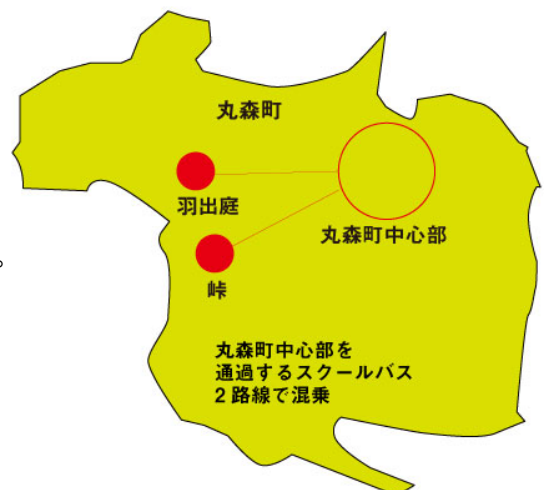 丸森町
羽出庭
丸森町中心部
。
峠
丸森町中心部を
通過するスクールバス
2路線で混乗